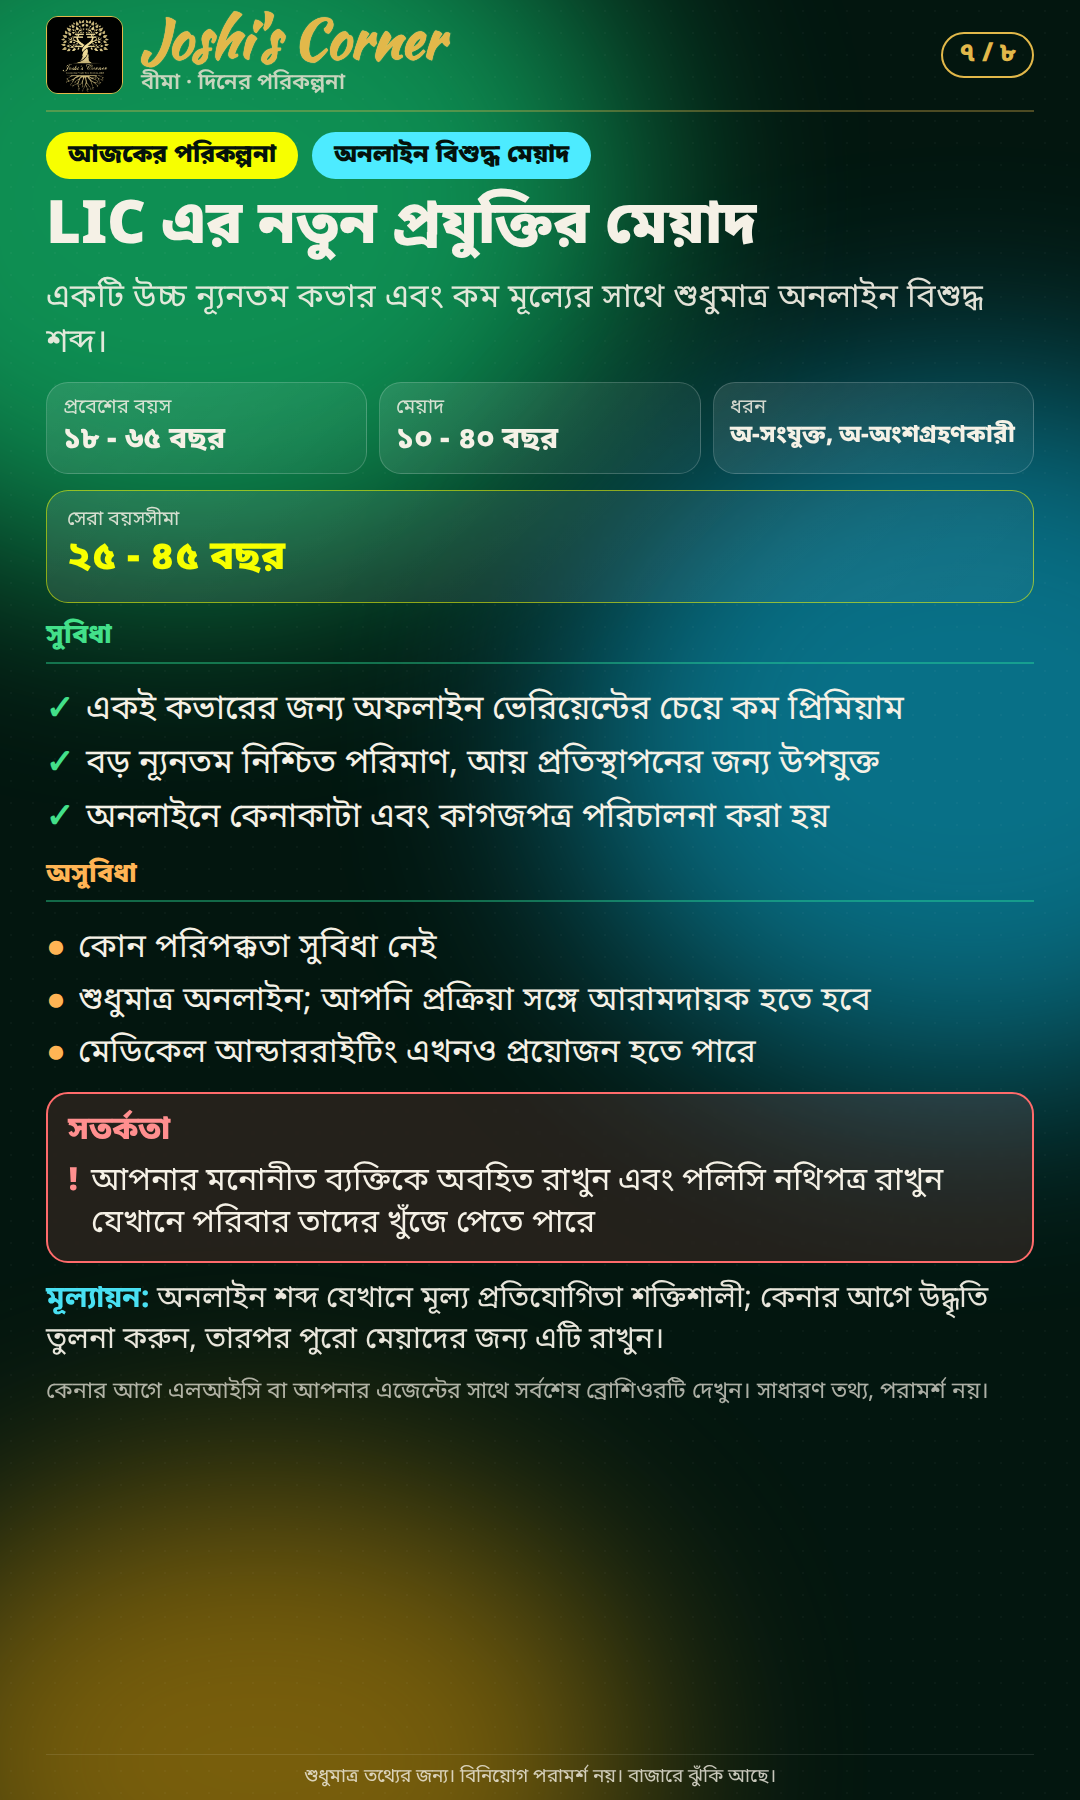 Joshi's Corner
বীমা · দিনের পরিকল্পনা
৭ / ৮
আজকের পরিকল্পনা
অনলাইন বিশুদ্ধ মেয়াদ
LIC এর নতুন প্রযুক্তির মেয়াদ
একটি উচ্চ ন্যূনতম কভার এবং কম মূল্যের সাথে শুধুমাত্র অনলাইন বিশুদ্ধ
শব্দ।
প্রবেশের বয়স
১৮ - ৬৫ বছর
মেয়াদ
১০ - ৪০ বছর
ধরন
অ-সংযুক্ত, অ-অংশগ্রহণকারী
সেরা বয়সসীমা
২৫ - ৪৫ বছর
সুবিধা
✓ একই কভারের জন্য অফলাইন ভেরিয়েন্টের চেয়ে কম প্রিমিয়াম
✓ বড় ন্যূনতম নিশ্চিত পরিমাণ, আয় প্রতিস্থাপনের জন্য উপযুক্ত
✓ অনলাইনে কেনাকাটা এবং কাগজপত্র পরিচালনা করা হয়
অসুবিধা
● কোন পরিপক্কতা সুবিধা নেই
● শুধুমাত্র অনলাইন; আপনি প্রক্রিয়া সঙ্গে আরামদায়ক হতে হবে
● মেডিকেল আন্ডাররাইটিং এখনও প্রয়োজন হতে পারে
সতর্কতা
! আপনার মনোনীত ব্যক্তিকে অবহিত রাখুন এবং পলিসি নথিপত্র রাখুন
যেখানে পরিবার তাদের খুঁজে পেতে পারে
মূল্যায়ন: অনলাইন শব্দ যেখানে মূল্য প্রতিযোগিতা শক্তিশালী; কেনার আগে উদ্ধৃতি
তুলনা করুন, তারপর পুরো মেয়াদের জন্য এটি রাখুন।
কেনার আগে এলআইসি বা আপনার এজেন্টের সাথে সর্বশেষ ব্রোশিওরটি দেখুন। সাধারণ তথ্য, পরামর্শ নয়।
শুধুমাত্র তথ্যের জন্য। বিনিয়োগ পরামর্শ নয়। বাজারে ঝুঁকি আছে।